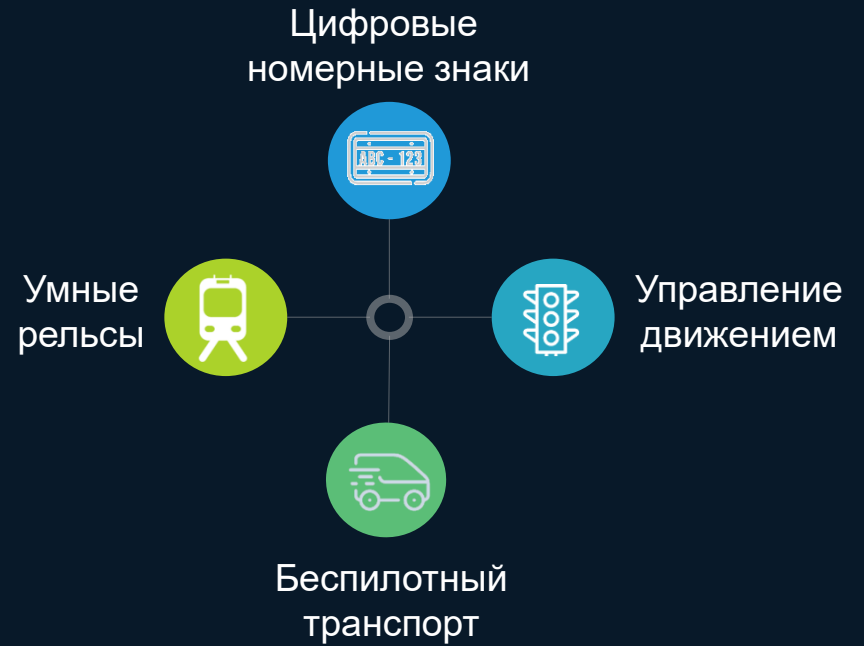 Цифровые
номерные знаки
ABC - 123
Умные
рельсы
Управление
движением
Беспилотный
транспорт